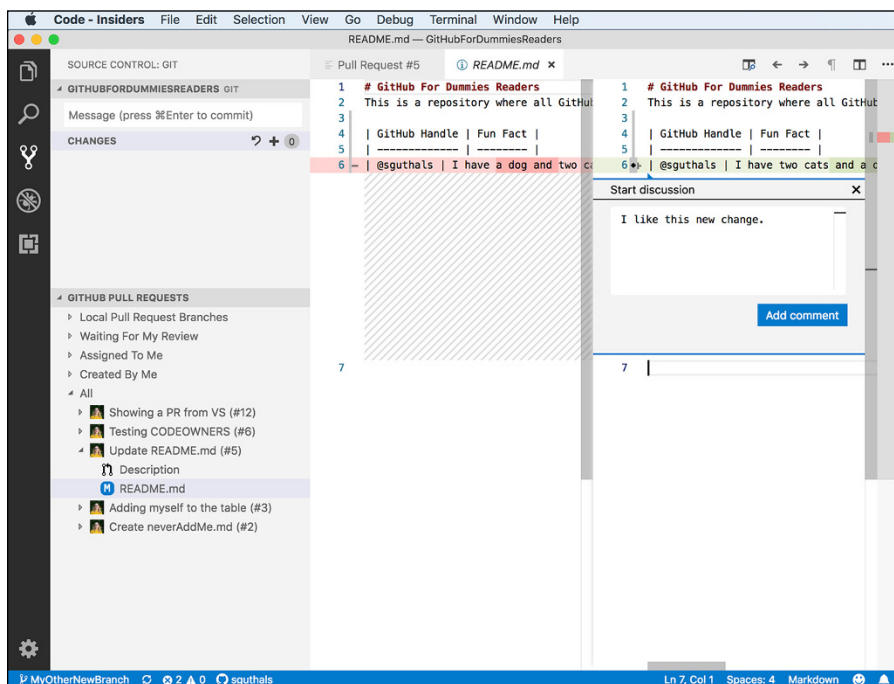 Code - Insiders File Edit Selection View Go Debug Terminal Window Help
README.md — GitHubForDummiesReaders
SOURCE CONTROL: GIT
Pull Request #5
README.md ×
GITHUBFORDUMMIESREADERS GIT
Message (press ⌘Enter to commit)
CHANGES 0
1 # GitHub For Dummies Readers
2 This is a repository where all GitHub
3
4 | GitHub Handle | Fun Fact |
5 | ------------- | -------- |
6 – | @sguthals | I have a dog and two ca
7
1 # GitHub For Dummies Readers
2 This is a repository where all GitHub
3
4 | GitHub Handle | Fun Fact |
5 | ------------- | -------- |
6 + | @sguthals | I have two cats and a d
Start discussion ×
I like this new change.
Add comment
7
GITHUB PULL REQUESTS
Local Pull Request Branches
Waiting For My Review
Assigned To Me
Created By Me
All
Showing a PR from VS (#12)
Testing CODEOWNERS (#6)
Update README.md (#5)
Description
M README.md
Adding myself to the table (#3)
Create neverAddMe.md (#2)
MyOtherNewBranch 2 0 sguthals Ln 7, Col 1 Spaces: 4 Markdown